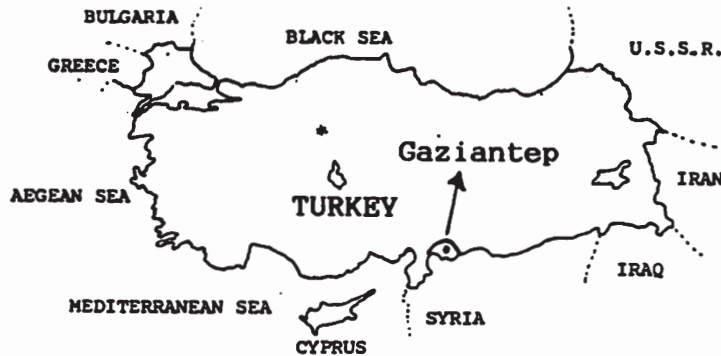 BULGARIA
BLACK SEA
U.S.S.R.
GREECE
*
Gaziantep
AEGEAN SEA
TURKEY
IRAN
IRAQ
MEDITERRANEAN SEA
SYRIA
CYPRUS